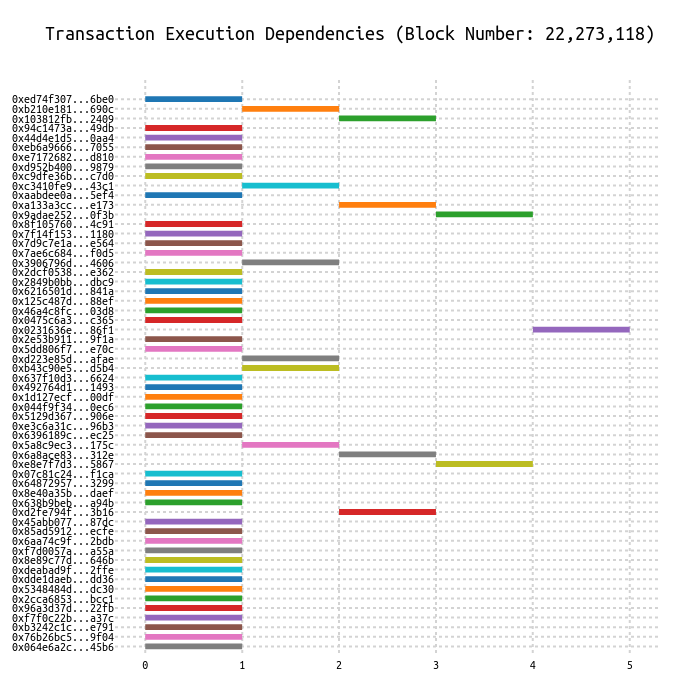 Transaction Execution Dependencies (Block Number: 22,273,118)
0xed74f307...6be0
0xb210e181...690c
0x103812fb...2409
0x94c1473a...49db
0x44d4e1d5...0aa4
0xeb6a9666...7055
0xe7172682...d810
0xd952b400...9879
0xc9dfe36b...c7d0
0xc3410fe9...43c1
0xaabdee0a...5ef4
0xa133a3cc...e173
0x9adae252...0f3b
0x8f105760...4c91
0x7f14f153...1180
0x7d9c7e1a...e564
0x7ae6c684...f0d5
0x3906796d...4606
0x2dcf0538...e362
0x2849b0bb...dbc9
0x6216501d...841a
0x125c487d...88ef
0x46a4c8fc...03d8
0x0475c6a3...c365
0x0231636e...86f1
0x2e53b911...9f1a
0x5dd806f7...e70c
0xd223e85d...afae
0xb43c90e5...d5b4
0x637f10d3...6624
0x492764d1...1493
0x1d127ecf...00df
0x044f9f34...0ec6
0x5129d367...906e
0xe3c6a31c...96b3
0x6396189c...ec25
0x5a8c9ec3...175c
0x6a8ace83...312e
0xe8e7f7d3...5867
0x07c81c24...f1ca
0x64872957...3299
0x8e40a35b...daef
0x638b9beb...a94b
0xd2fe794f...3b16
0x45abb077...87dc
0x85ad5912...ecfe
0x6aa74c9f...2bdb
0xf7d0057a...a55a
0x8e89c77d...646b
0xdeabad9f...2ffe
0xdde1daeb...dd36
0x5348484d...dc30
0x2cca6853...bcc1
0x96a3d37d...22fb
0xf7f0c22b...a37c
0xb3242c1c...e791
0x76b26bc5...9f04
0x064e6a2c...45b6
0 1 2 3 4 5